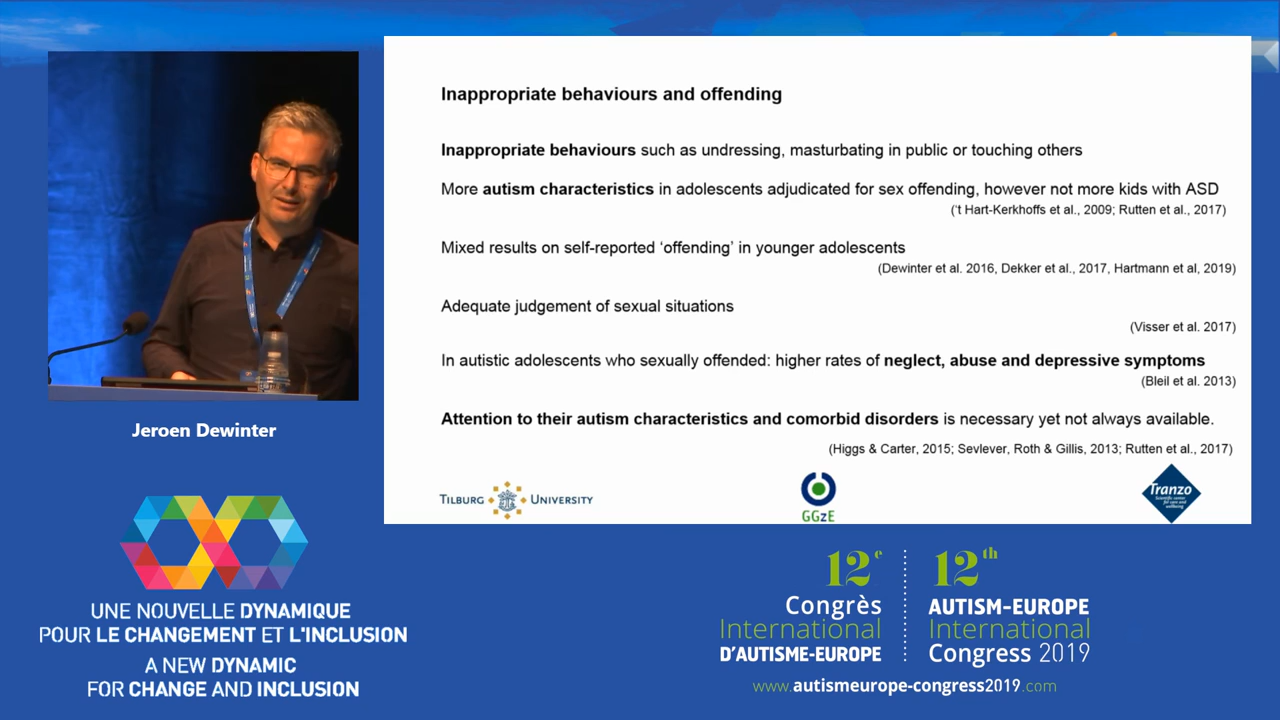 Inappropriate behaviours and offending
Inappropriate behaviours such as undressing, masturbating in public or touching others
More autism characteristics in adolescents adjudicated for sex offending, however not more kids with ASD
('t Hart-Kerkhoffs et al., 2009; Rutten et al., 2017)
Mixed results on self-reported ‘offending’ in younger adolescents
(Dewinter et al. 2016, Dekker et al., 2017, Hartmann et al, 2019)
Adequate judgement of sexual situations
(Visser et al. 2017)
In autistic adolescents who sexually offended: higher rates of neglect, abuse and depressive symptoms
(Bleil et al. 2013)
Attention to their autism characteristics and comorbid disorders is necessary yet not always available.
(Higgs & Carter, 2015; Sevlever, Roth & Gillis, 2013; Rutten et al., 2017)
TILBURG UNIVERSITY
GGzE
Tranzo
Scientific center
for care and
wellbeing
Jeroen Dewinter
UNE NOUVELLE DYNAMIQUE
POUR LE CHANGEMENT ET L'INCLUSION
A NEW DYNAMIC
FOR CHANGE AND INCLUSION
12e
Congrès
International
D'AUTISME-EUROPE
12th
AUTISM-EUROPE
International
Congress 2019
www.autismeurope-congress2019.com